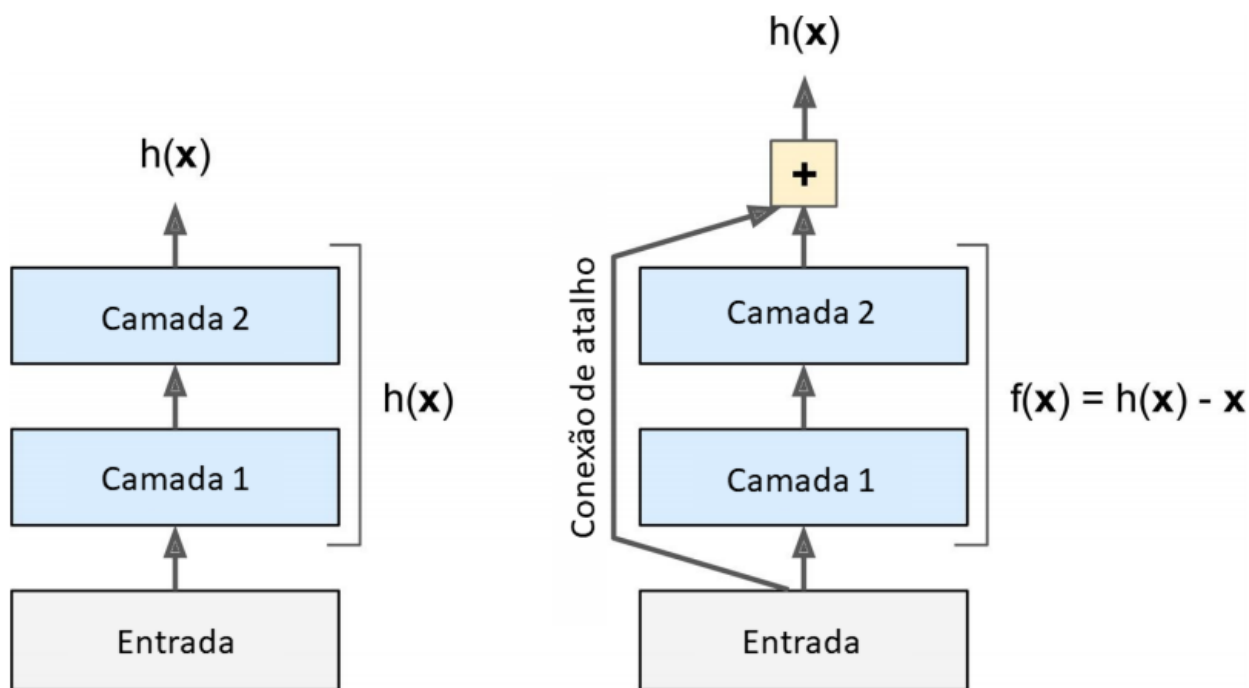 h(x)
Camada 2
Camada 1
h(x)
Entrada
h(x)
+
Conexão de atalho
Camada 2
Camada 1
f(x) = h(x) - x
Entrada